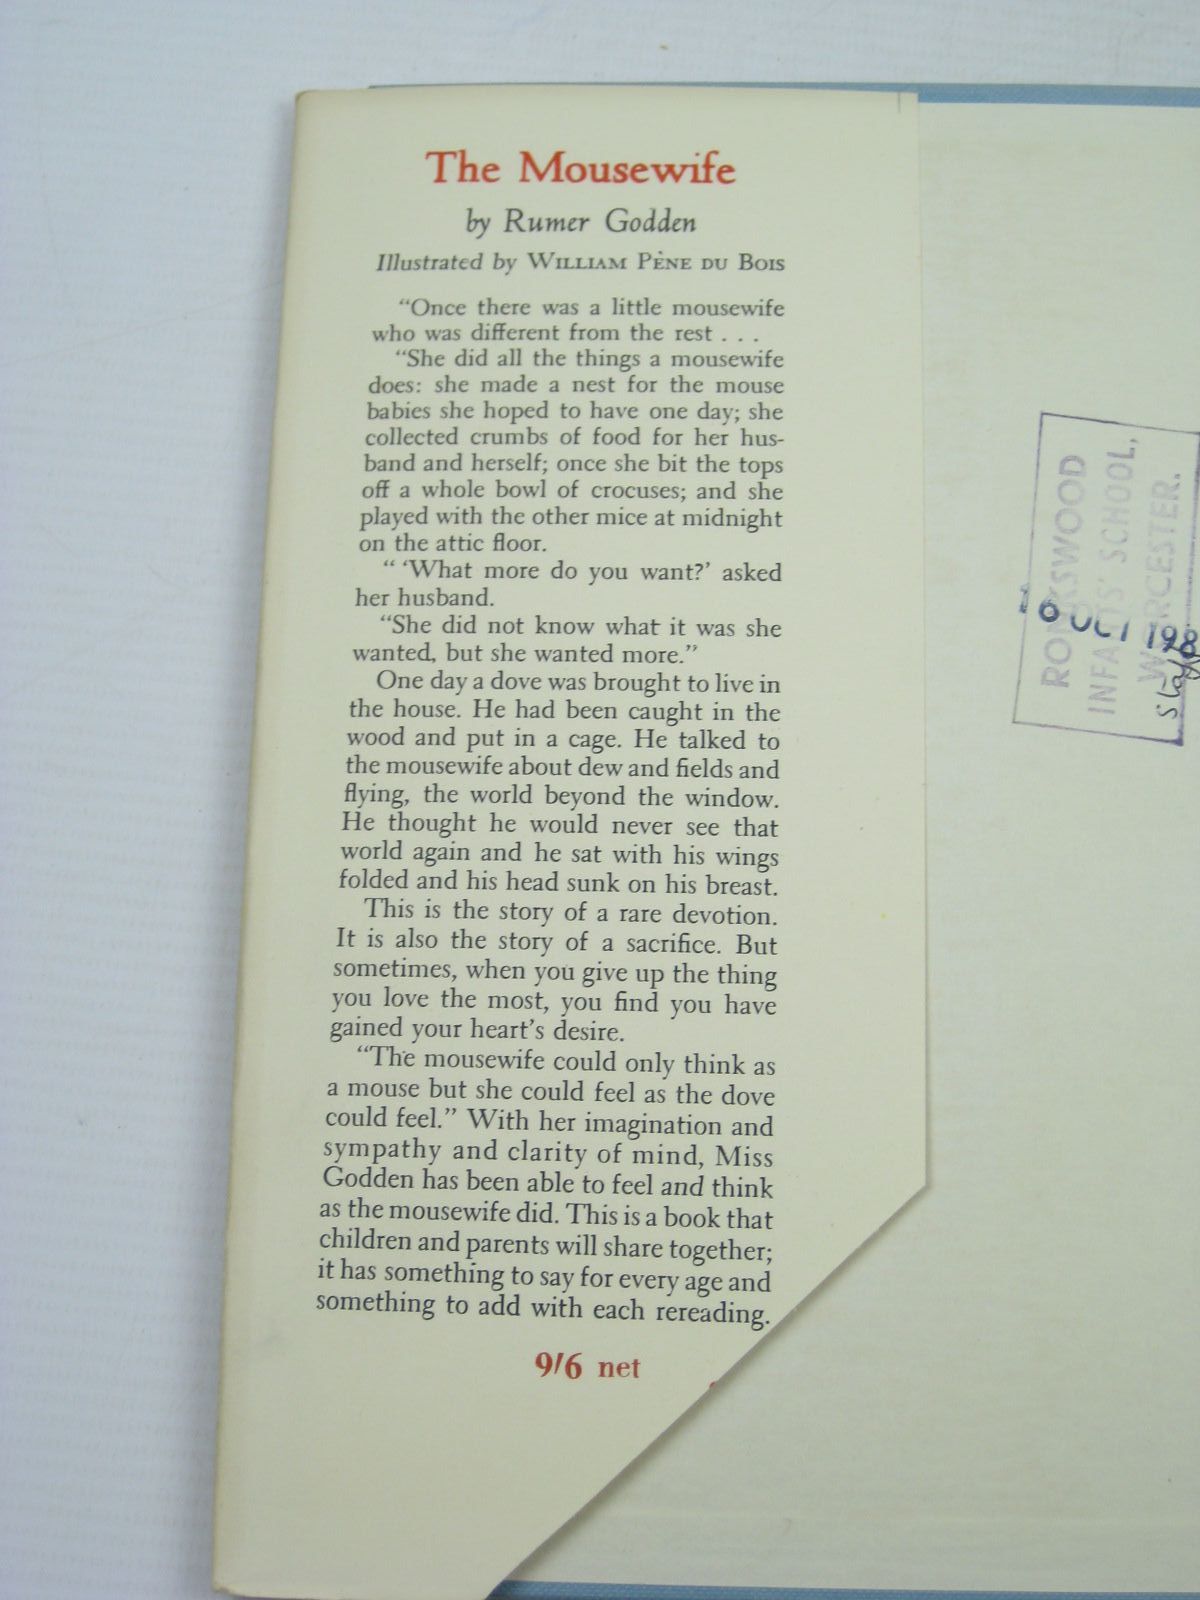 The Mousewife
by Rumer Godden
Illustrated by WILLIAM PÈNE DU BOIS
“Once there was a little mousewife
who was different from the rest . . .
“She did all the things a mousewife
does: she made a nest for the mouse
babies she hoped to have one day; she
collected crumbs of food for her hus-
band and herself; once she bit the tops
off a whole bowl of crocuses; and she
played with the other mice at midnight
on the attic floor.
“ ‘What more do you want?’ asked
her husband.
“She did not know what it was she
wanted, but she wanted more.”
One day a dove was brought to live in
the house. He had been caught in the
wood and put in a cage. He talked to
the mousewife about dew and fields and
flying, the world beyond the window.
He thought he would never see that
world again and he sat with his wings
folded and his head sunk on his breast.
This is the story of a rare devotion.
It is also the story of a sacrifice. But
sometimes, when you give up the thing
you love the most, you find you have
gained your heart’s desire.
“The mousewife could only think as
a mouse but she could feel as the dove
could feel.” With her imagination and
sympathy and clarity of mind, Miss
Godden has been able to feel and think
as the mousewife did. This is a book that
children and parents will share together;
it has something to say for every age and
something to add with each rereading.
9/6 net
RONKSWOOD
INFANTS' SCHOOL,
WORCESTER.
OCT 198